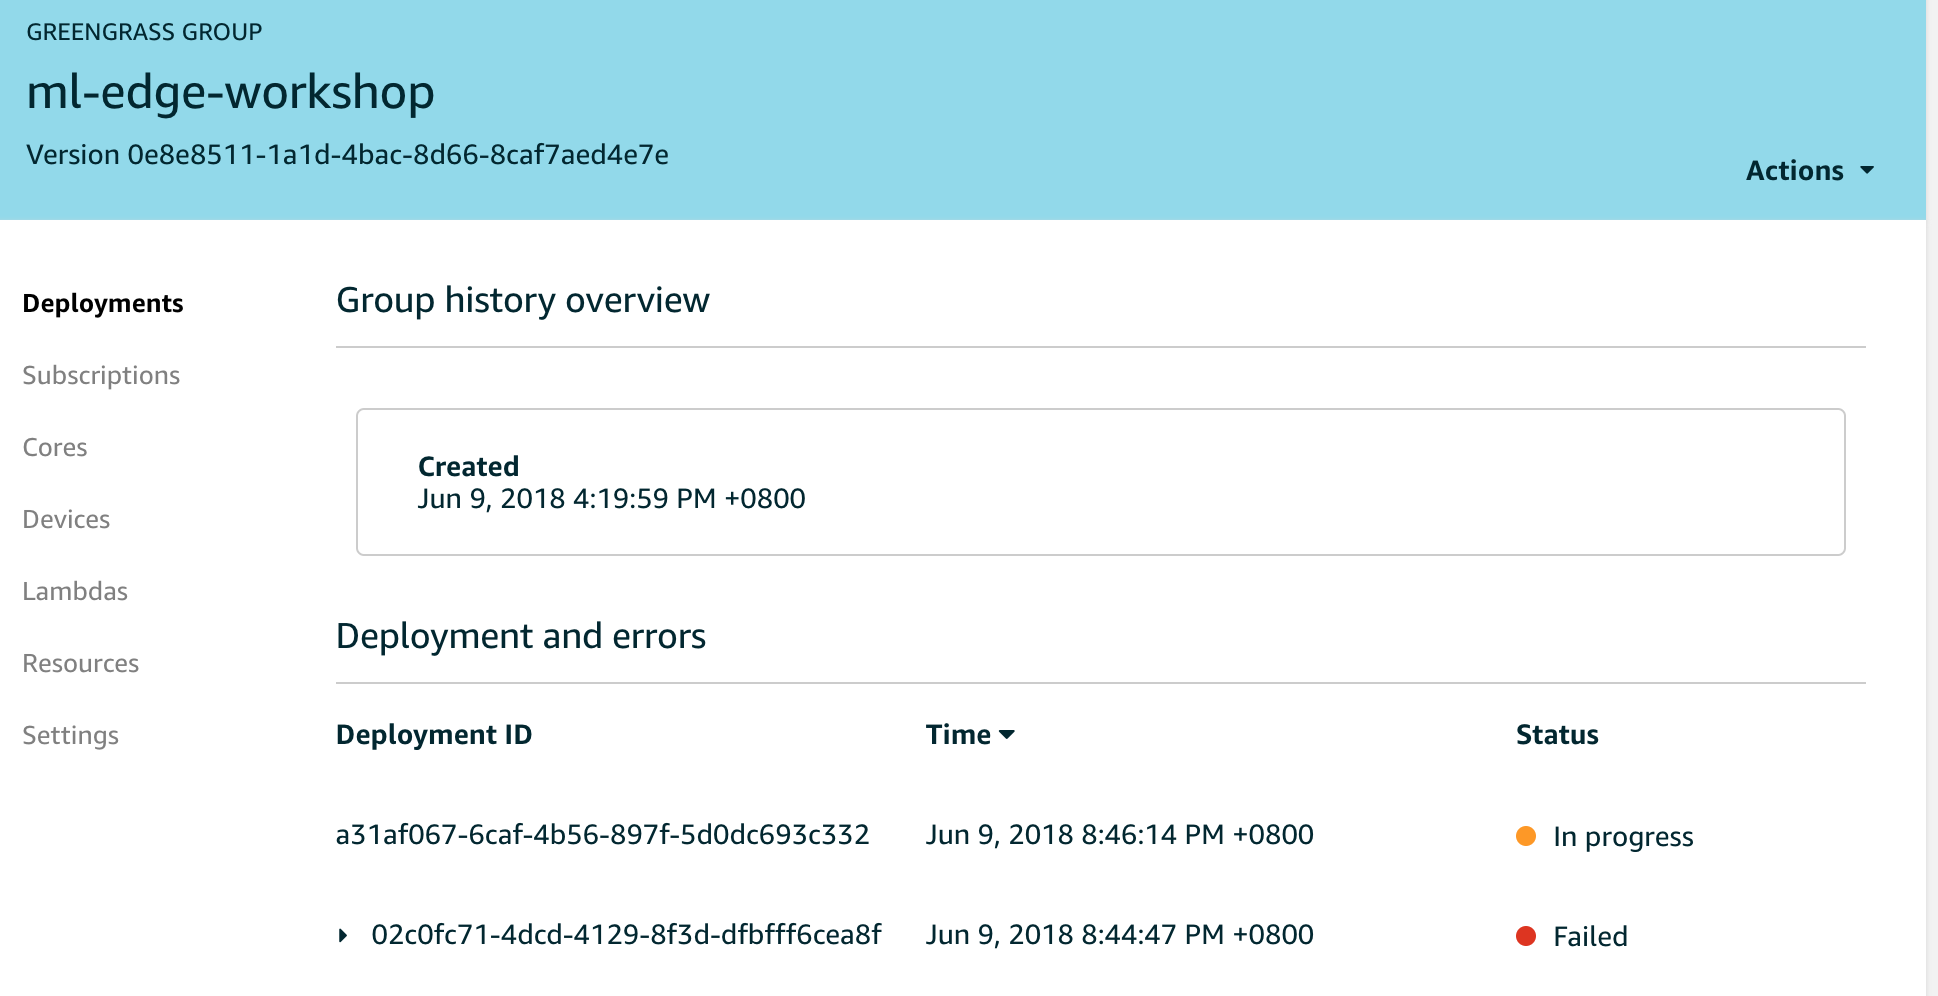 GREENGRASS GROUP
ml-edge-workshop
Version 0e8e8511-1a1d-4bac-8d66-8caf7aed4e7e
Actions
Deployments
Subscriptions
Cores
Devices
Lambdas
Resources
Settings
Group history overview
Created
Jun 9, 2018 4:19:59 PM +0800
Deployment and errors
Deployment ID Time Status
a31af067-6caf-4b56-897f-5d0dc693c332 Jun 9, 2018 8:46:14 PM +0800 In progress
02c0fc71-4dcd-4129-8f3d-dfbfff6cea8f Jun 9, 2018 8:44:47 PM +0800 Failed